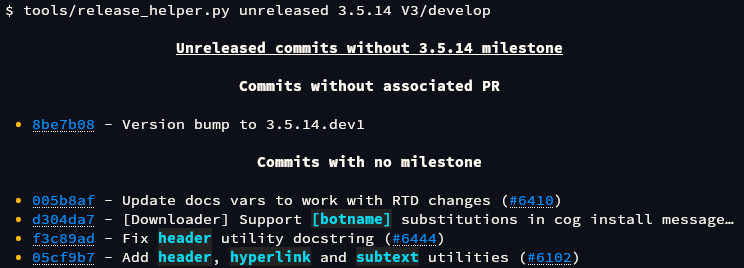 $ tools/release_helper.py unreleased 3.5.14 V3/develop
Unreleased commits without 3.5.14 milestone
Commits without associated PR
• 8be7b08 – Version bump to 3.5.14.dev1
Commits with no milestone
• 005b8af – Update docs vars to work with RTD changes (#6410)
• d304da7 – [Downloader] Support [botname] substitutions in cog install message…
• f3c89ad – Fix header utility docstring (#6444)
• 05cf9b7 – Add header, hyperlink and subtext utilities (#6102)